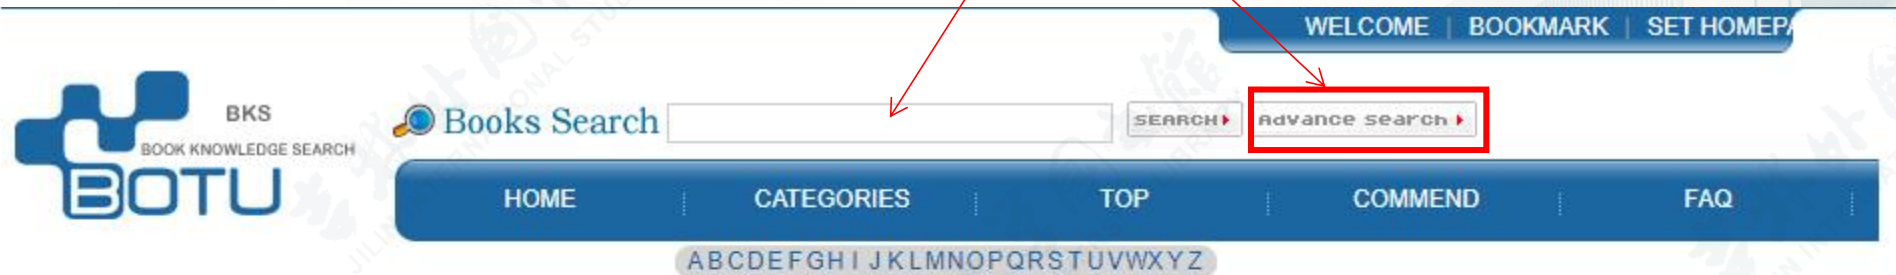 WELCOME | BOOKMARK | SET HOMEPA
BKS
BOOK KNOWLEDGE SEARCH
BOTU
Books Search
SEARCH
Advance search
HOME
CATEGORIES
TOP
COMMEND
FAQ
A B C D E F G H I J K L M N O P Q R S T U V W X Y Z